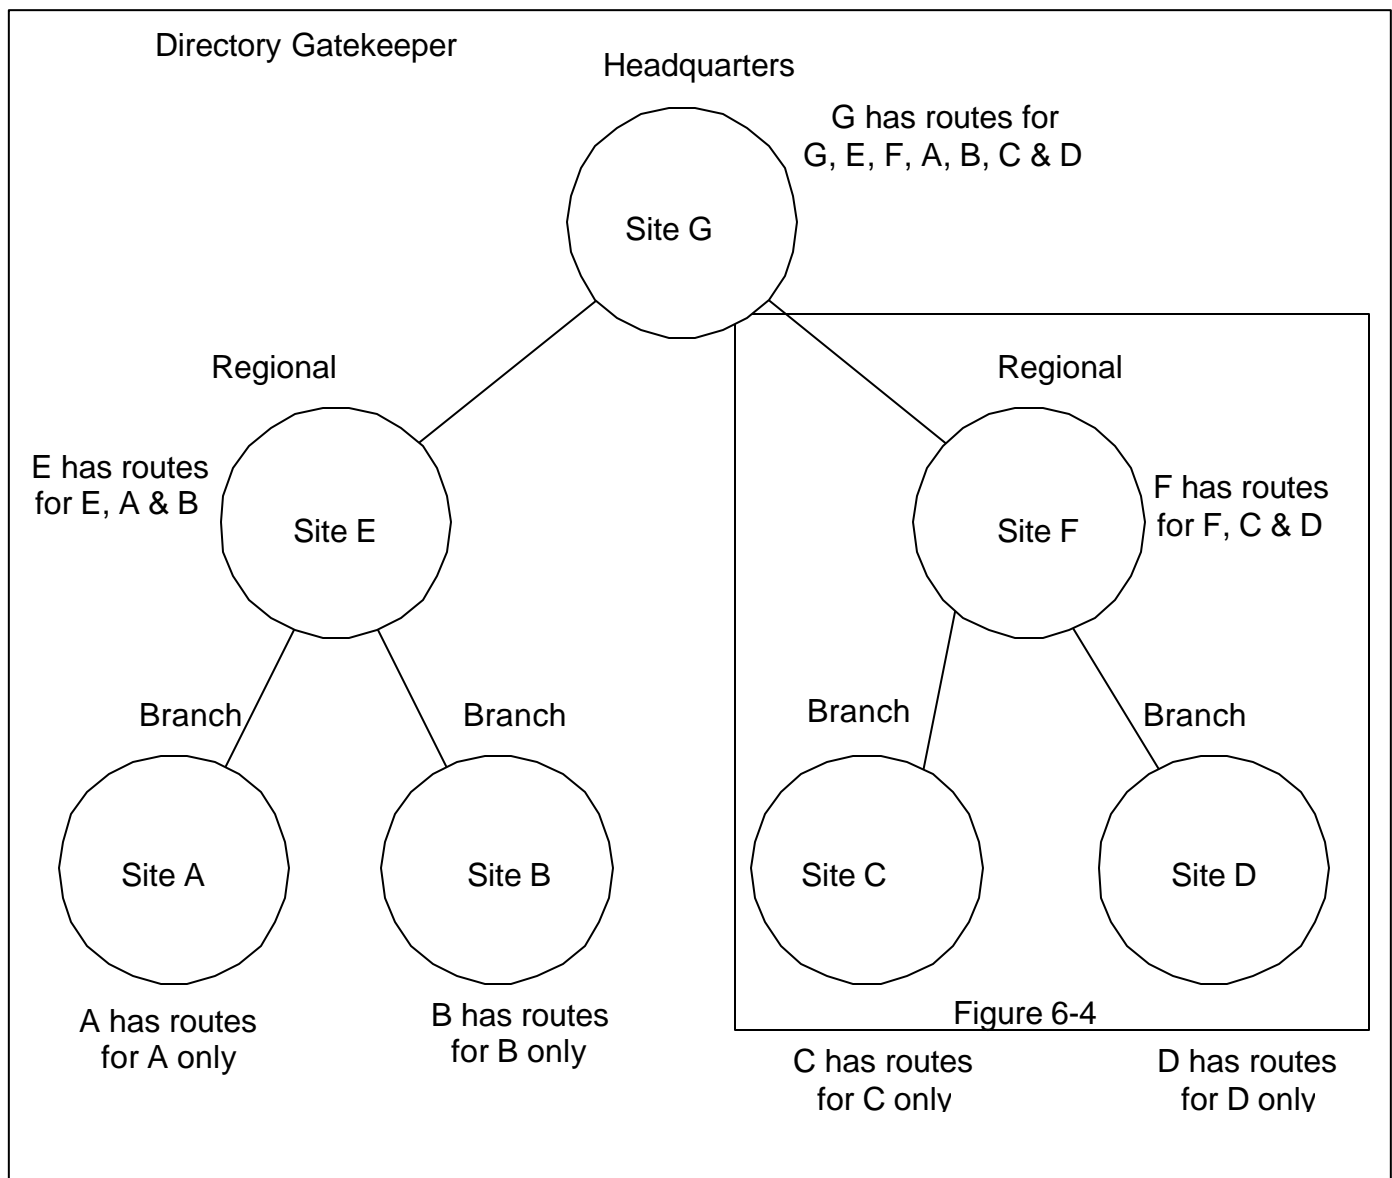 Directory Gatekeeper
Headquarters
G has routes for
G, E, F, A, B, C & D
Site G
Regional
Regional
E has routes
for E, A & B
Site E
F has routes
for F, C & D
Site F
Branch
Branch
Branch
Branch
Site A
Site B
Site C
Site D
A has routes
for A only
B has routes
for B only
Figure 6-4
C has routes
for C only
D has routes
for D only